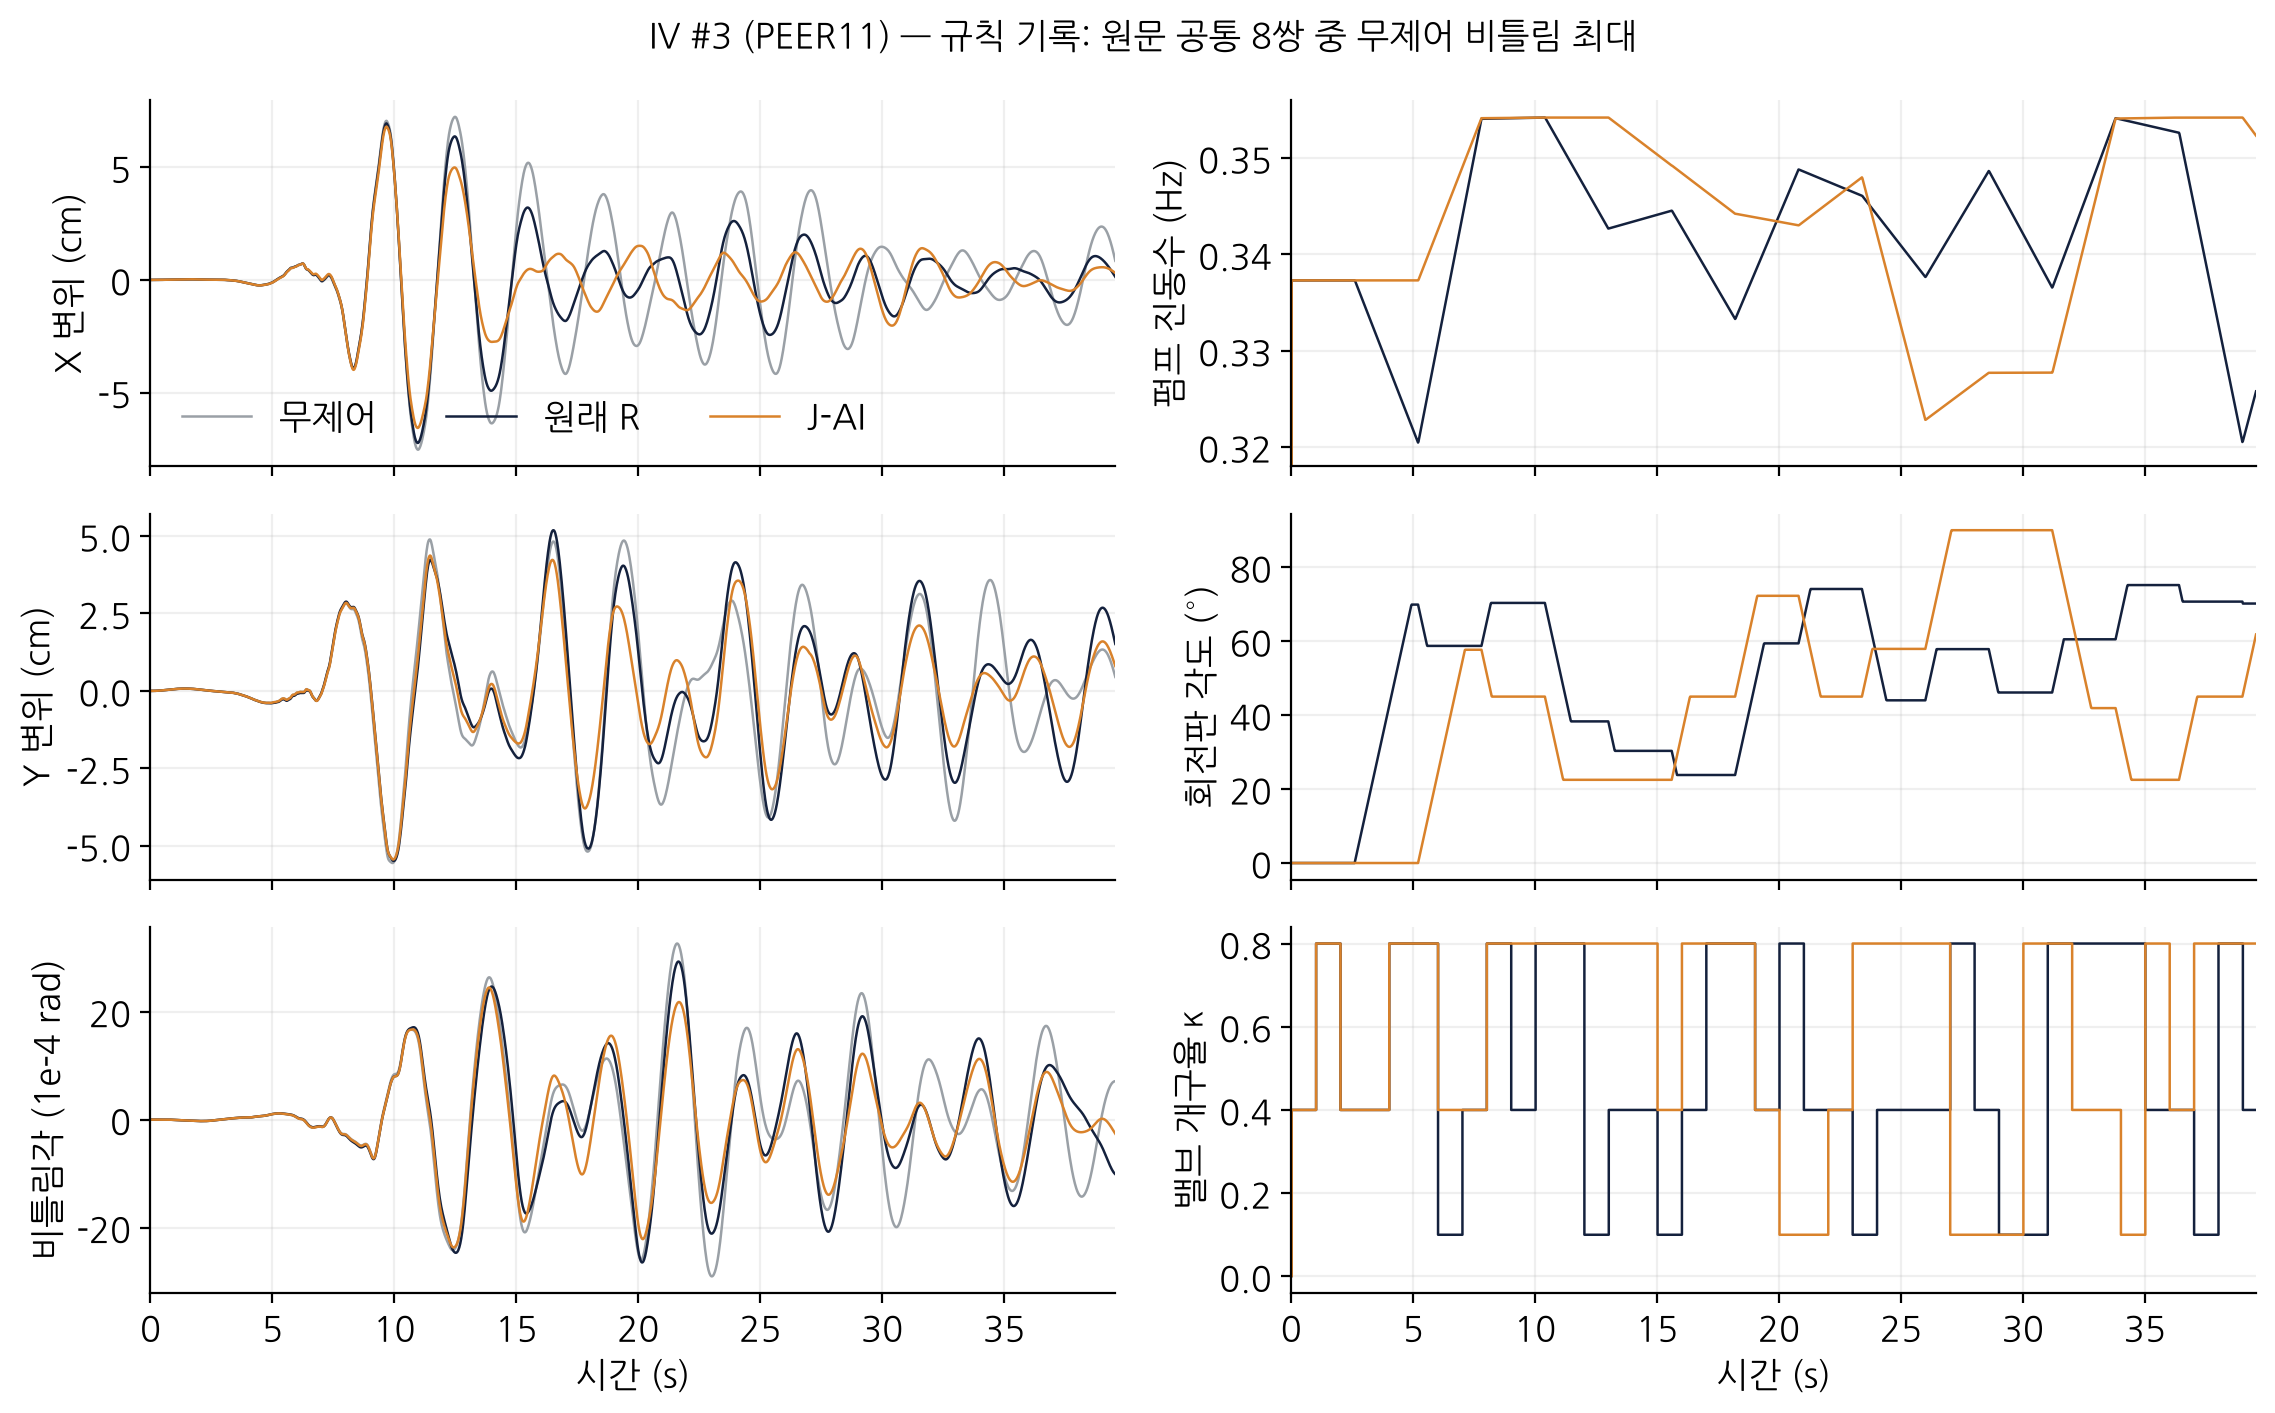 IV #3 (PEER11) — 규칙 기록: 원문 공통 8쌍 중 무제어 비틀림 최대
X 변위 (cm)
5
0
-5
무제어 원래 R J-AI
펌프 진동수 (Hz)
0.35
0.34
0.33
0.32
Y 변위 (cm)
5.0
2.5
0.0
-2.5
-5.0
회전판 각도 (°)
80
60
40
20
0
비틀림각 (1e-4 rad)
20
0
-20
0 5 10 15 20 25 30 35
시간 (s)
밸브 개구율 κ
0.8
0.6
0.4
0.2
0.0
0 5 10 15 20 25 30 35
시간 (s)